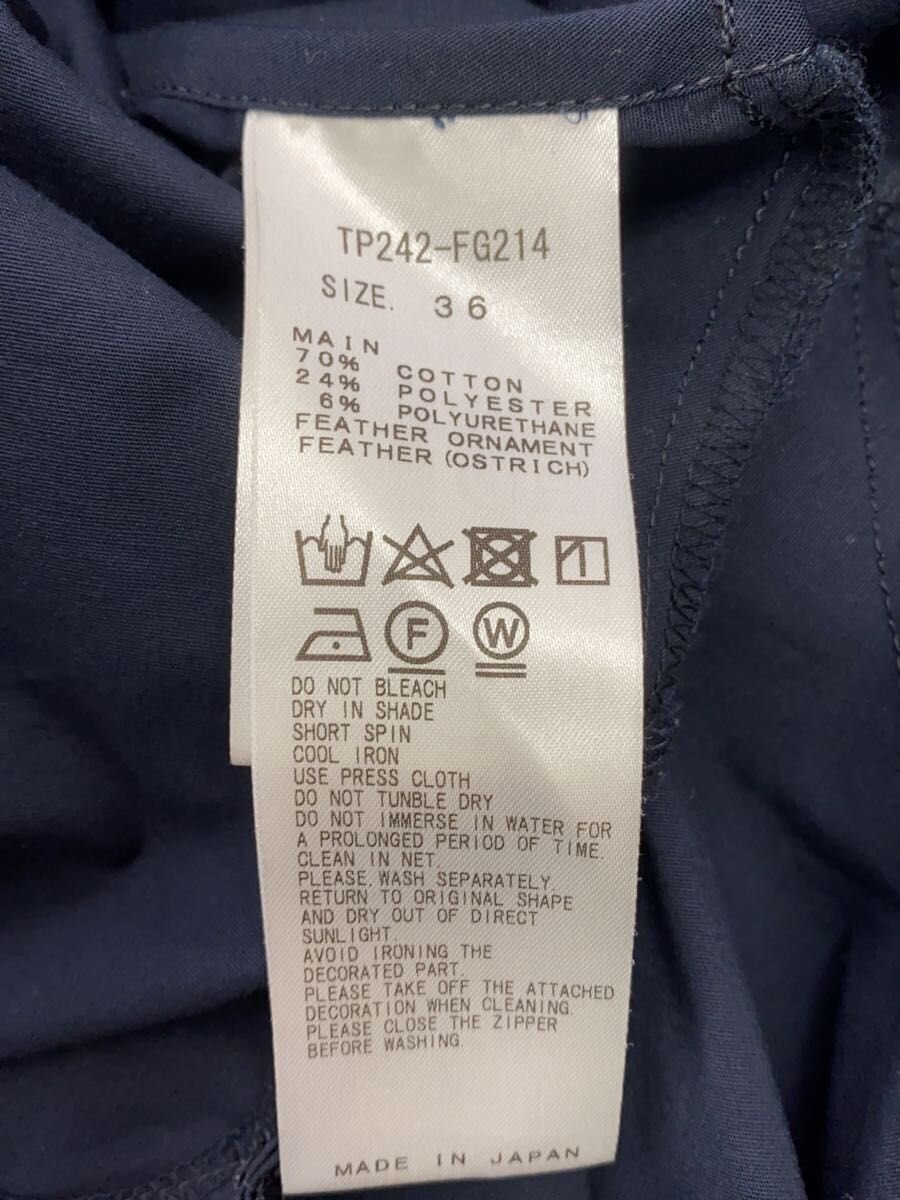 TP242-FG214
SIZE. 36
MAIN
70% COTTON
24% POLYESTER
6% POLYURETHANE
FEATHER ORNAMENT
FEATHER (OSTRICH)
F W
DO NOT BLEACH
DRY IN SHADE
SHORT SPIN
COOL IRON
USE PRESS CLOTH
DO NOT TUNBLE DRY
DO NOT IMMERSE IN WATER FOR
A PROLONGED PERIOD OF TIME.
CLEAN IN NET.
PLEASE.WASH SEPARATELY.
RETURN TO ORIGINAL SHAPE
AND DRY OUT OF DIRECT
SUNLIGHT.
AVOID IRONING THE
DECORATED PART.
PLEASE TAKE OFF THE ATTACHED
DECORATION WHEN CLEANING.
PLEASE CLOSE THE ZIPPER
BEFORE WASHING.
MADE IN JAPAN